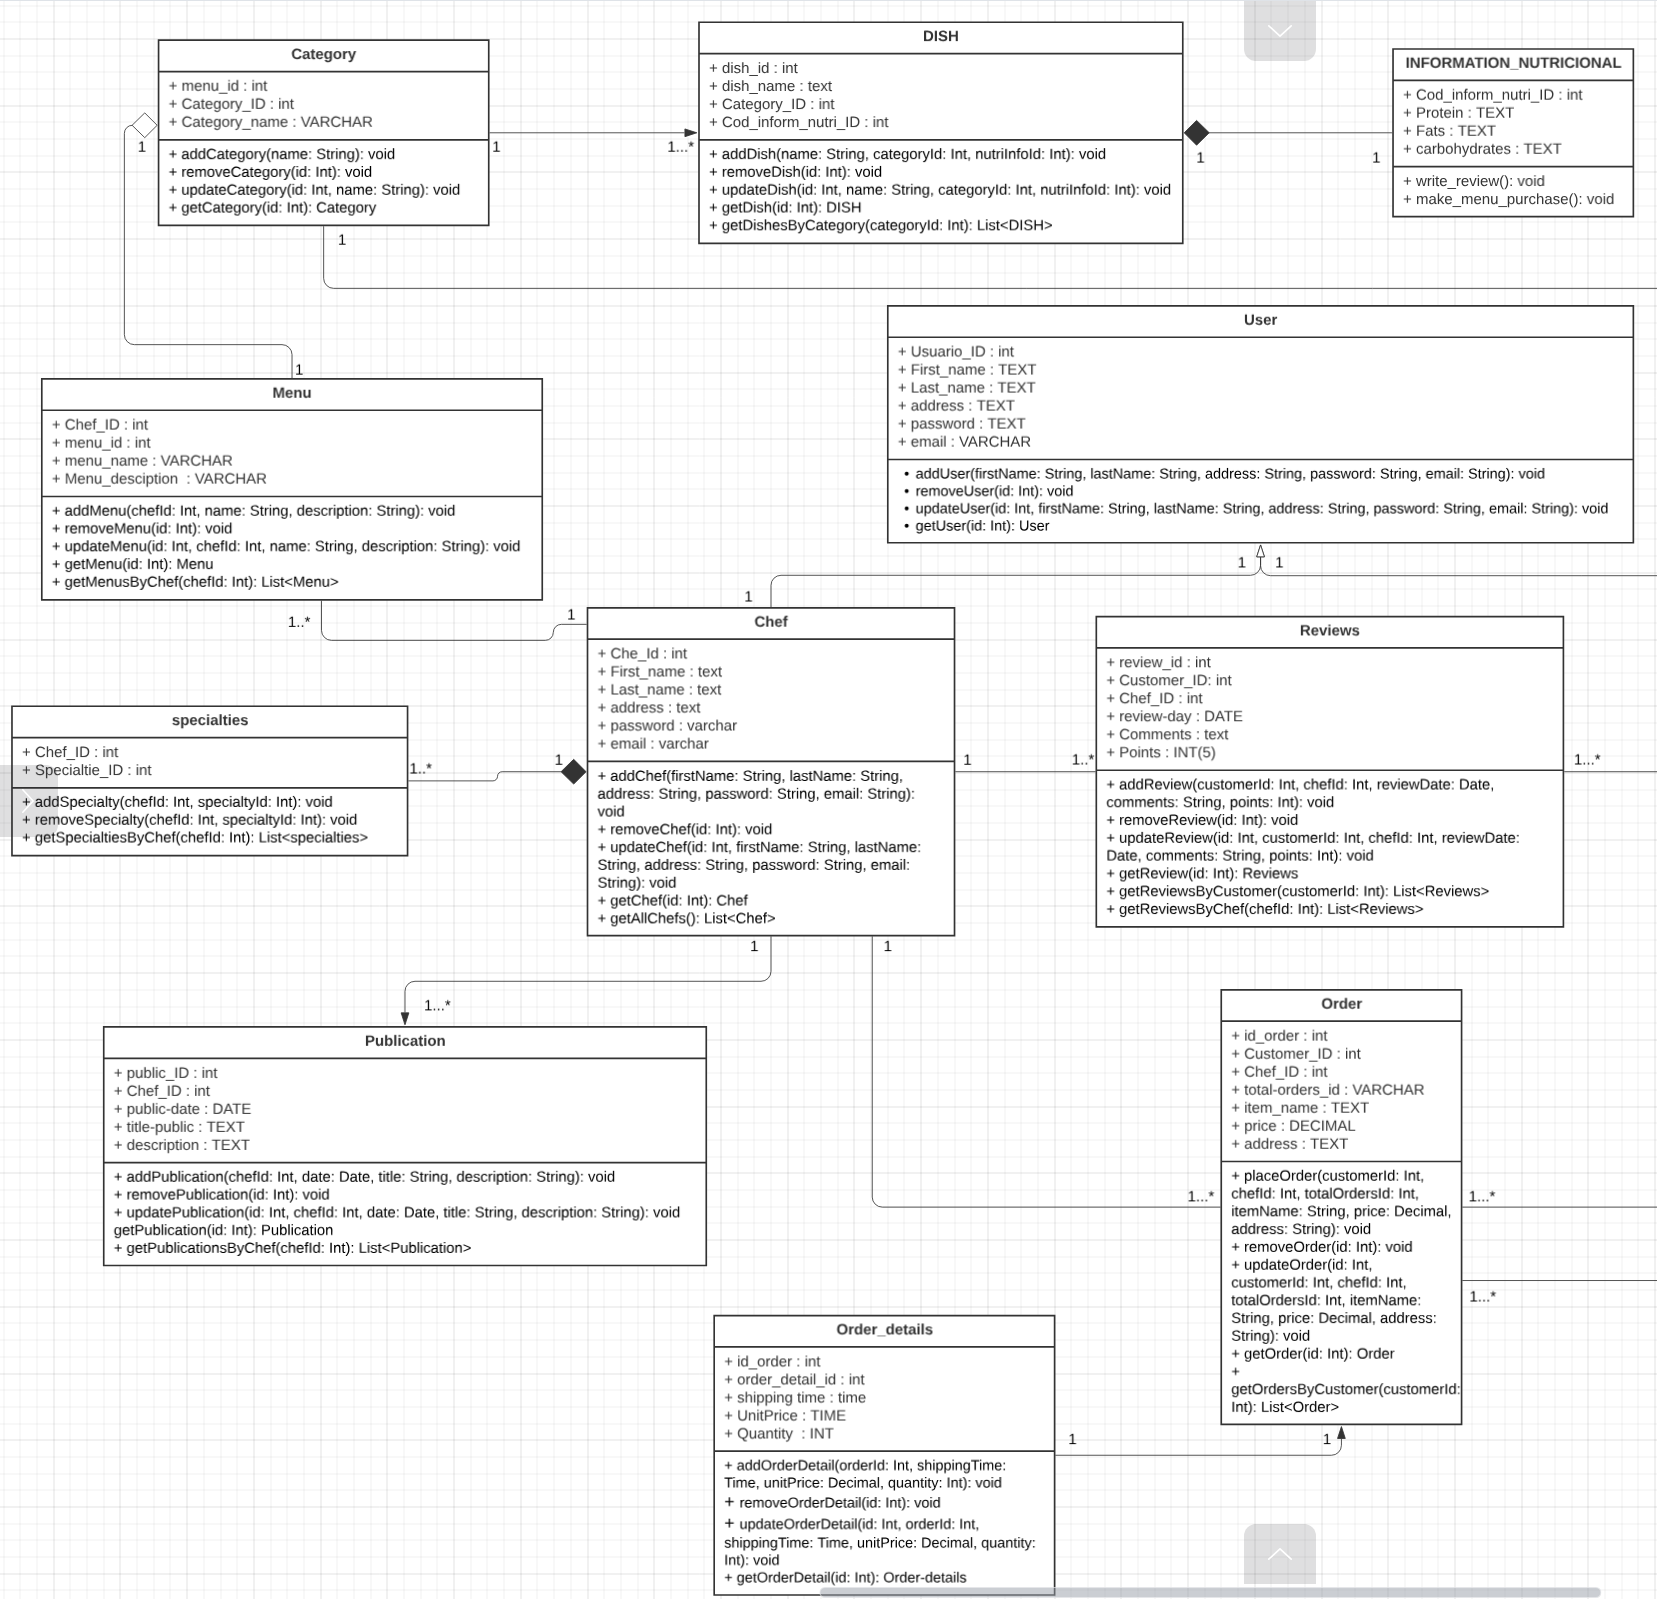 Category
+ menu_id : int
+ Category_ID : int
+ Category_name : VARCHAR
+ addCategory(name: String): void
+ removeCategory(id: Int): void
+ updateCategory(id: Int, name: String): void
+ getCategory(id: Int): Category
1
1
1...*
1
DISH
+ dish_id : int
+ dish_name : text
+ Category_ID : int
+ Cod_inform_nutri_ID : int
+ addDish(name: String, categoryId: Int, nutriInfoId: Int): void
+ removeDish(id: Int): void
+ updateDish(id: Int, name: String, categoryId: Int, nutriInfoId: Int): void
+ getDish(id: Int): DISH
+ getDishesByCategory(categoryId: Int): List<DISH>
1
1
INFORMATION_NUTRICIONAL
+ Cod_inform_nutri_ID : int
+ Protein : TEXT
+ Fats : TEXT
+ carbohydrates : TEXT
+ write_review(): void
+ make_menu_purchase(): void
User
+ Usuario_ID : int
+ First_name : TEXT
+ Last_name : TEXT
+ address : TEXT
+ password : TEXT
+ email : VARCHAR
• addUser(firstName: String, lastName: String, address: String, password: String, email: String): void
• removeUser(id: Int): void
• updateUser(id: Int, firstName: String, lastName: String, address: String, password: String, email: String): void
• getUser(id: Int): User
1
1
1
Menu
+ Chef_ID : int
+ menu_id : int
+ menu_name : VARCHAR
+ Menu_desciption  : VARCHAR
+ addMenu(chefId: Int, name: String, description: String): void
+ removeMenu(id: Int): void
+ updateMenu(id: Int, chefId: Int, name: String, description: String): void
+ getMenu(id: Int): Menu
+ getMenusByChef(chefId: Int): List<Menu>
1..*
1
1
Chef
+ Che_Id : int
+ First_name : text
+ Last_name : text
+ address : text
+ password : varchar
+ email : varchar
+ addChef(firstName: String, lastName: String,
address: String, password: String, email: String):
void
+ removeChef(id: Int): void
+ updateChef(id: Int, firstName: String, lastName:
String, address: String, password: String, email:
String): void
+ getChef(id: Int): Chef
+ getAllChefs(): List<Chef>
1
1..*
Reviews
+ review_id : int
+ Customer_ID: int
+ Chef_ID : int
+ review-day : DATE
+ Comments : text
+ Points : INT(5)
+ addReview(customerId: Int, chefId: Int, reviewDate: Date,
comments: String, points: Int): void
+ removeReview(id: Int): void
+ updateReview(id: Int, customerId: Int, chefId: Int, reviewDate:
Date, comments: String, points: Int): void
+ getReview(id: Int): Reviews
+ getReviewsByCustomer(customerId: Int): List<Reviews>
+ getReviewsByChef(chefId: Int): List<Reviews>
1...*
specialties
+ Chef_ID : int
+ Specialtie_ID : int
+ addSpecialty(chefId: Int, specialtyId: Int): void
+ removeSpecialty(chefId: Int, specialtyId: Int): void
+ getSpecialtiesByChef(chefId: Int): List<specialties>
1..*
1
1
1
1...*
Publication
+ public_ID : int
+ Chef_ID : int
+ public-date : DATE
+ title-public : TEXT
+ description : TEXT
+ addPublication(chefId: Int, date: Date, title: String, description: String): void
+ removePublication(id: Int): void
+ updatePublication(id: Int, chefId: Int, date: Date, title: String, description: String): void
getPublication(id: Int): Publication
+ getPublicationsByChef(chefId: Int): List<Publication>
Order
+ id_order : int
+ Customer_ID : int
+ Chef_ID : int
+ total-orders_id : VARCHAR
+ item_name : TEXT
+ price : DECIMAL
+ address : TEXT
+ placeOrder(customerId: Int,
chefId: Int, totalOrdersId: Int,
itemName: String, price: Decimal,
address: String): void
+ removeOrder(id: Int): void
+ updateOrder(id: Int,
customerId: Int, chefId: Int,
totalOrdersId: Int, itemName:
String, price: Decimal, address:
String): void
+ getOrder(id: Int): Order
+
getOrdersByCustomer(customerId:
Int): List<Order>
1...*
1...*
1...*
Order_details
+ id_order : int
+ order_detail_id : int
+ shipping time : time
+ UnitPrice : TIME
+ Quantity  : INT
+ addOrderDetail(orderId: Int, shippingTime:
Time, unitPrice: Decimal, quantity: Int): void
+ removeOrderDetail(id: Int): void
+ updateOrderDetail(id: Int, orderId: Int,
shippingTime: Time, unitPrice: Decimal, quantity:
Int): void
+ getOrderDetail(id: Int): Order-details
1
1